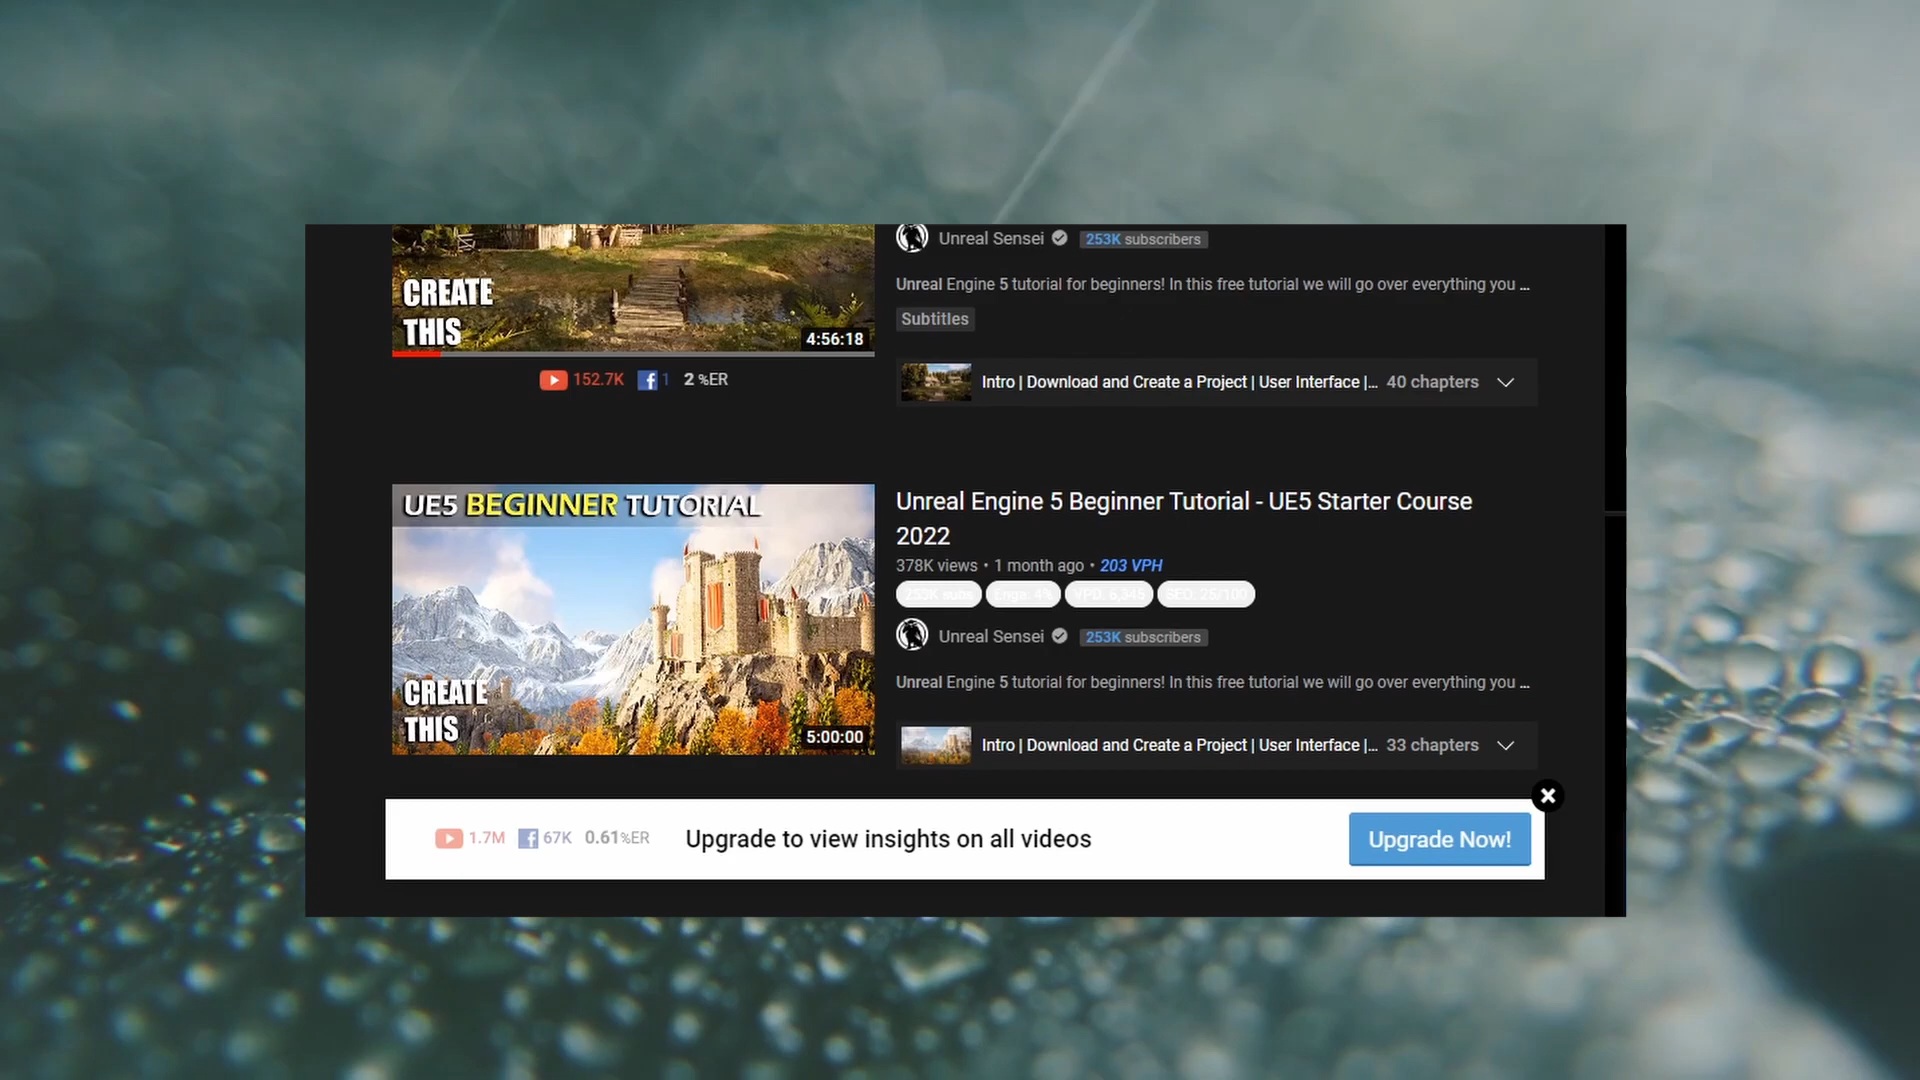 CREATE
THIS
4:56:18
152.7K 1 2 %ER
Unreal Sensei 253K subscribers
Unreal Engine 5 tutorial for beginners! In this free tutorial we will go over everything you ...
Subtitles
Intro | Download and Create a Project | User Interface |... 40 chapters
UE5 BEGINNER TUTORIAL
CREATE
THIS
5:00:00
Unreal Engine 5 Beginner Tutorial - UE5 Starter Course
2022
378K views • 1 month ago • 203 VPH
Unreal Sensei 253K subscribers
Unreal Engine 5 tutorial for beginners! In this free tutorial we will go over everything you ...
Intro | Download and Create a Project | User Interface |... 33 chapters
1.7M 67K 0.61%ER Upgrade to view insights on all videos Upgrade Now!